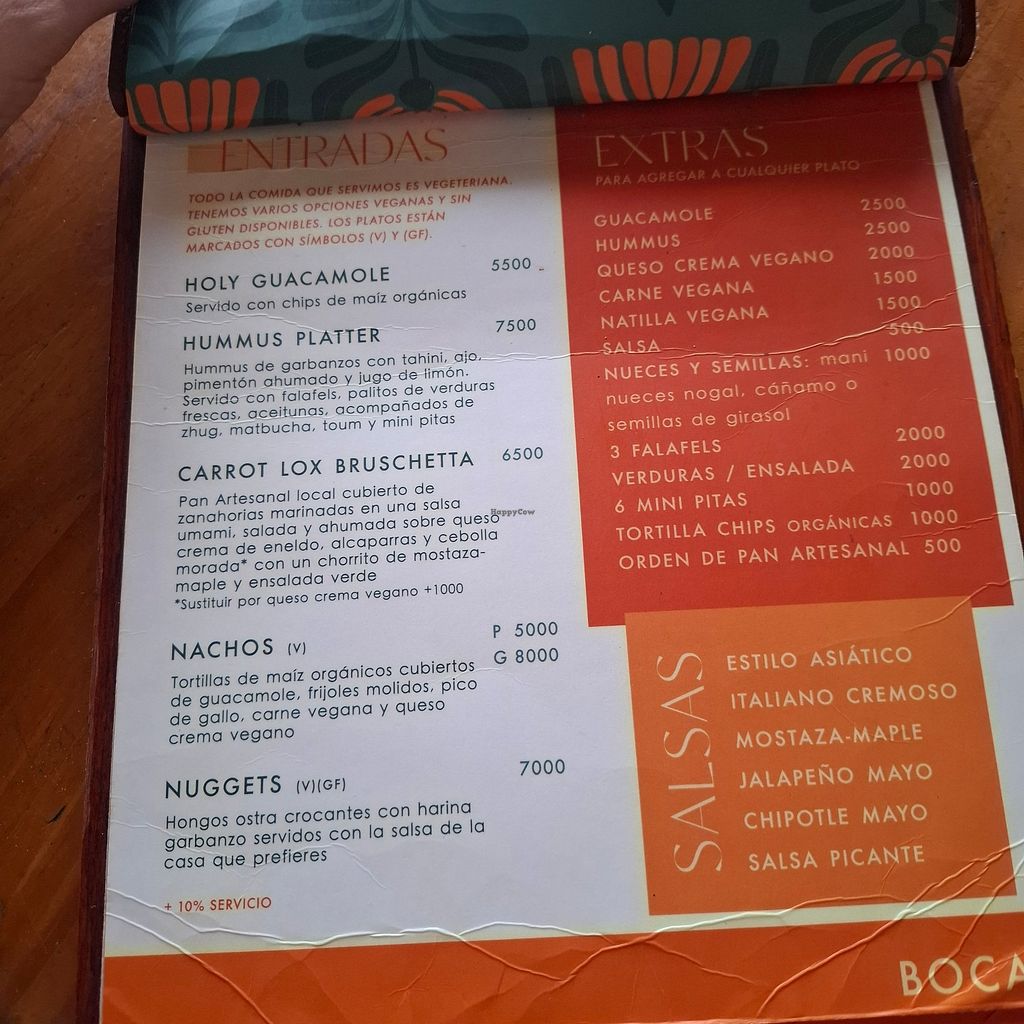 ENTRADAS
TODO LA COMIDA QUE SERVIMOS ES VEGETERIANA.
TENEMOS VARIOS OPCIONES VEGANAS Y SIN
GLUTEN DISPONIBLES. LOS PLATOS ESTÁN
MARCADOS CON SÍMBOLOS (V) Y (GF).
HOLY GUACAMOLE 5500
Servido con chips de maíz orgánicas
HUMMUS PLATTER 7500
Hummus de garbanzos con tahini, ajo,
pimentón ahumado y jugo de limón.
Servido con falafels, palitos de verduras
frescas, aceitunas, acompañados de
zhug, matbucha, toum y mini pitas
CARROT LOX BRUSCHETTA 6500
Pan Artesanal local cubierto de
zanahorias marinadas en una salsa
umami, salada y ahumada sobre queso
crema de eneldo, alcaparras y cebolla
morada* con un chorrito de mostaza-
maple y ensalada verde
*Sustituir por queso crema vegano +1000
NACHOS (V) P 5000
G 8000
Tortillas de maíz orgánicos cubiertos
de guacamole, frijoles molidos, pico
de gallo, carne vegana y queso
crema vegano
NUGGETS (V)(GF) 7000
Hongos ostra crocantes con harina
garbanzo servidos con la salsa de la
casa que prefieres
+ 10% SERVICIO
EXTRAS
PARA AGREGAR A CUALQUIER PLATO
GUACAMOLE 2500
HUMMUS 2500
QUESO CREMA VEGANO 2000
CARNE VEGANA 1500
NATILLA VEGANA 1500
SALSA 500
NUECES Y SEMILLAS: mani 1000
nueces nogal, cáñamo o
semillas de girasol
3 FALAFELS 2000
VERDURAS / ENSALADA 2000
6 MINI PITAS 1000
TORTILLA CHIPS ORGÁNICAS 1000
ORDEN DE PAN ARTESANAL 500
SALSAS
ESTILO ASIÁTICO
ITALIANO CREMOSO
MOSTAZA-MAPLE
JALAPEÑO MAYO
CHIPOTLE MAYO
SALSA PICANTE
BOCA
HappyCow